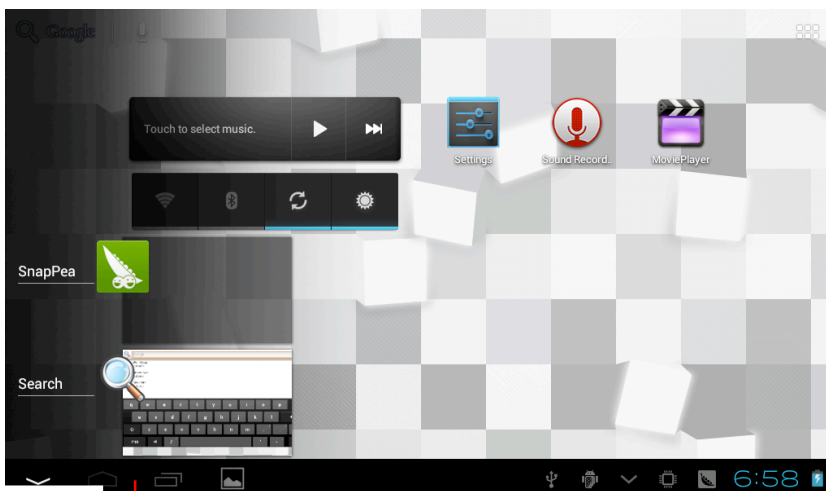 Google
Touch to select music.
Settings
Sound Record..
MoviePlayer
SnapPea
Search
6:58